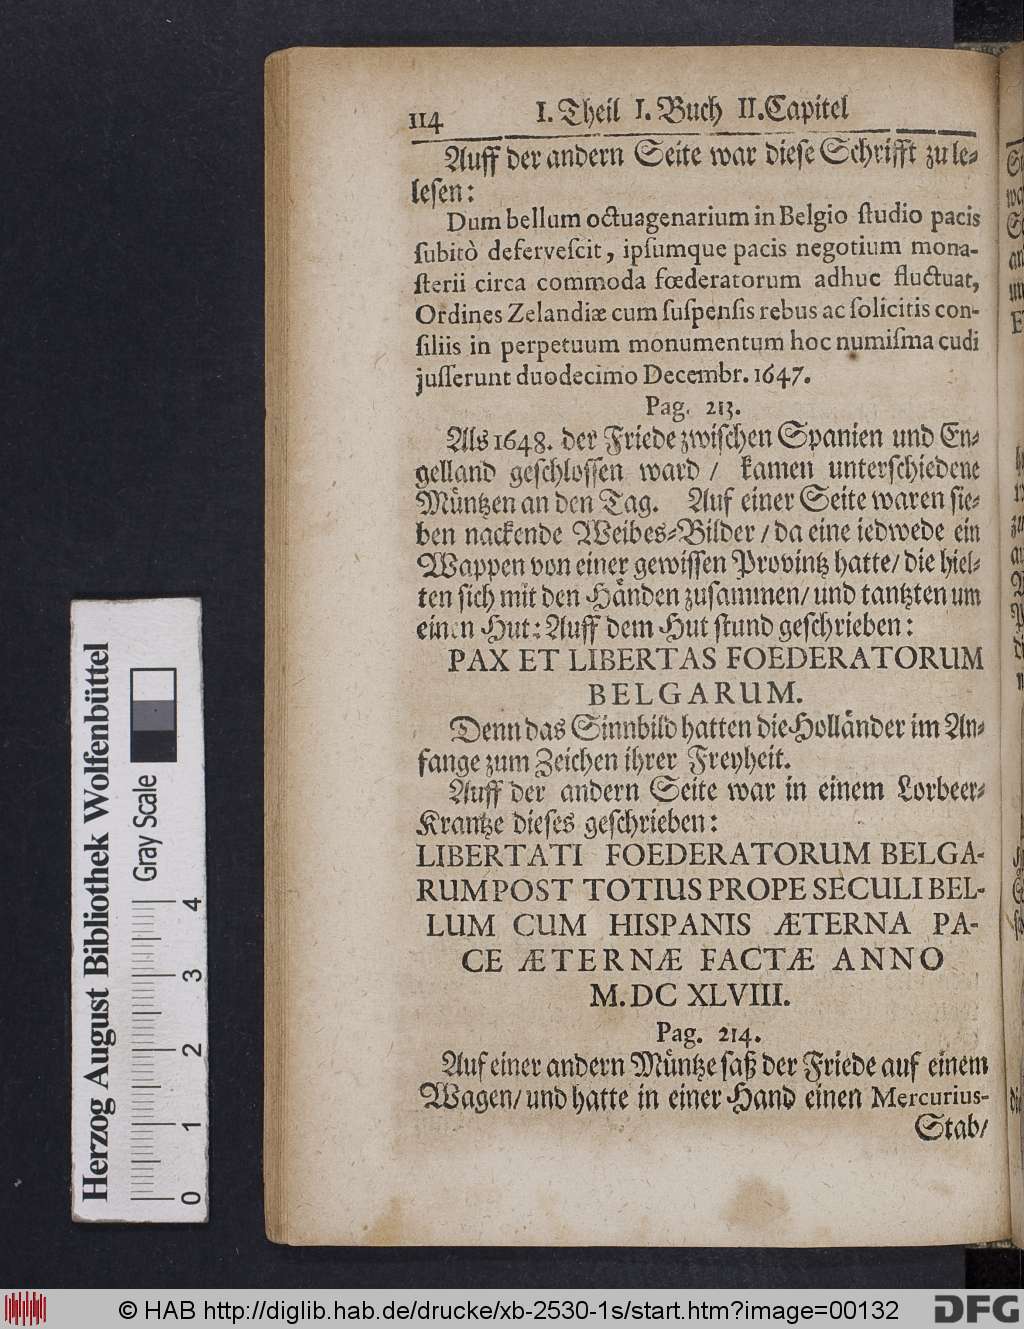 114 I. Theil I. Buch II. Capitel
Auff der andern Seite war diese Schrifft zu le-
lesen:
Dum bellum octuagenarium in Belgio ſtudio pacis
ſubitò deferveſcit, ipſumque pacis negotium mona-
ſterii circa commoda fœderatorum adhuc fluctuat,
Ordines Zelandiæ cum ſuſpenſis rebus ac ſolicitis con-
ſiliis in perpetuum monumentum hoc numiſma cudi
juſſerunt duodecimo Decembr. 1647.
Pag. 213.
Als 1648. der Friede zwiſchen Spanien und En-
gelland geſchloſſen ward / kamen unterſchiedene
Müntzen an den Tag. Auf einer Seite waren ſie-
ben nackende Weibes-Bilder / da eine iedwede ein
Wappen von einer gewiſſen Provintz hatte / die hiel-
ten ſich mit den Händen zuſammen / und tantzten um
einen Hut: Auff dem Hut ſtund geſchrieben:
PAX ET LIBERTAS FOEDERATORUM
BELGARUM.
Denn das Sinnbild hatten die Holländer im An-
fange zum Zeichen ihrer Freyheit.
Auff der andern Seite war in einem Lorbeer-
Krantze dieſes geſchrieben:
LIBERTATI FOEDERATORUM BELGA-
RUM POST TOTIUS PROPE SECULI BEL-
LUM CUM HISPANIS ÆTERNA PA-
CE ÆTERNÆ FACTÆ ANNO
M.DC XLVIII.
Pag. 214.
Auf einer andern Müntze ſaß der Friede auf einem
Wagen / und hatte in einer Hand einen Mercurius-
Stab /
Herzog August Bibliothek Wolfenbüttel
Gray Scale
0 1 2 3 4
© HAB http://diglib.hab.de/drucke/xb-2530-1s/start.htm?image=00132
DFG